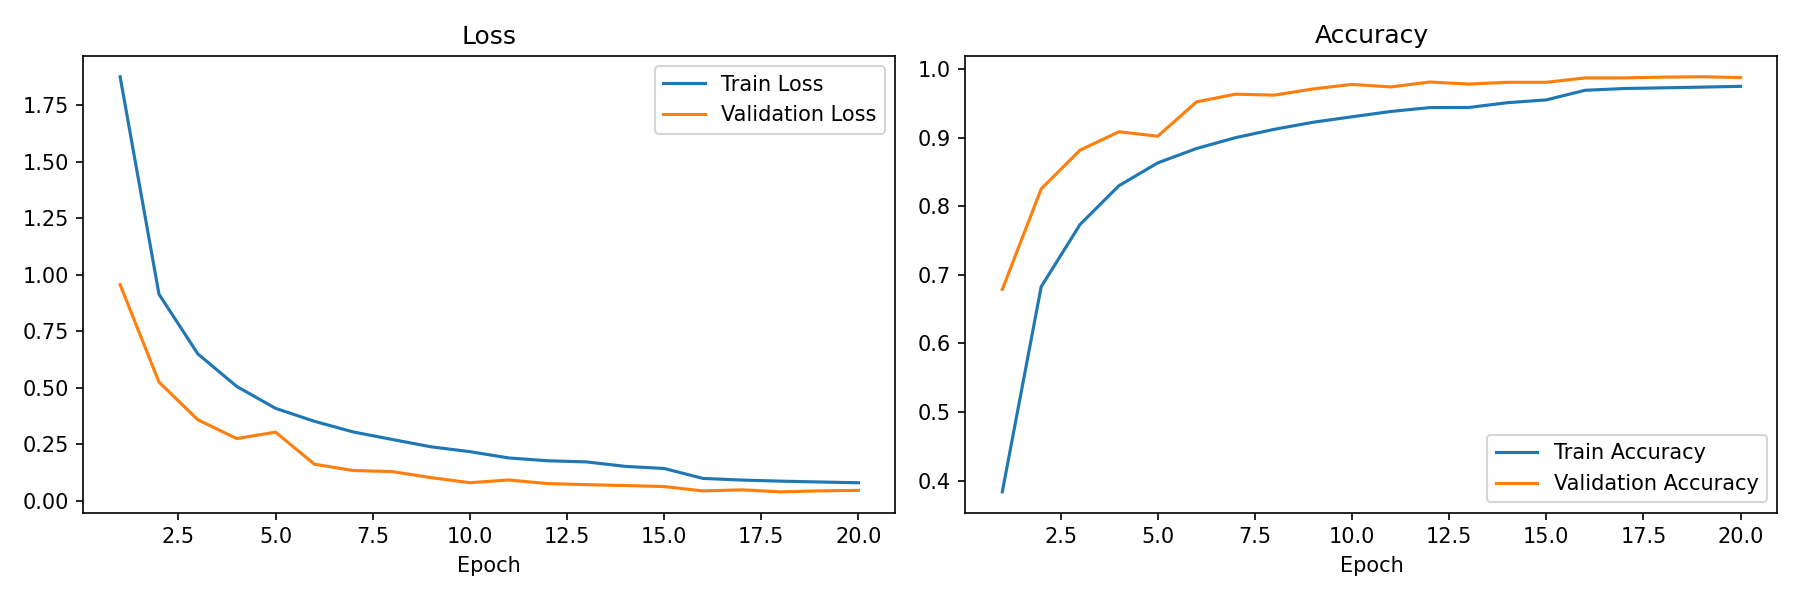 Loss
Train Loss
Validation Loss
1.75
1.50
1.25
1.00
0.75
0.50
0.25
0.00
2.5 5.0 7.5 10.0 12.5 15.0 17.5 20.0
Epoch
Accuracy
1.0
0.9
0.8
0.7
0.6
0.5
0.4
Train Accuracy
Validation Accuracy
2.5 5.0 7.5 10.0 12.5 15.0 17.5 20.0
Epoch